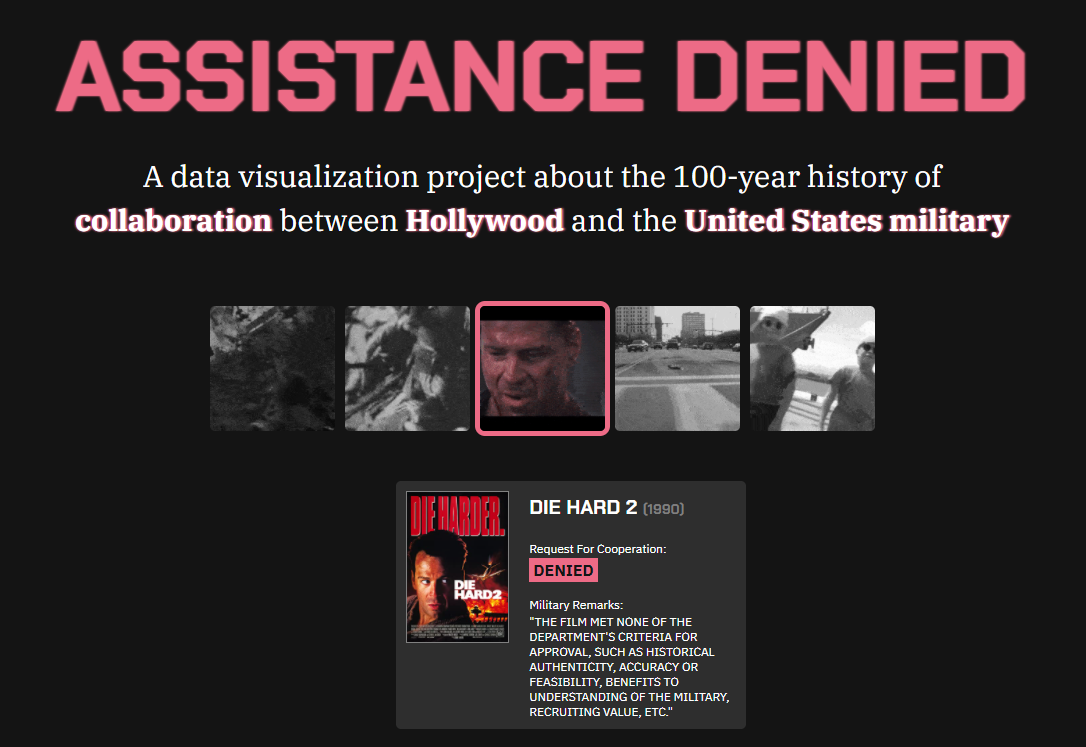 ASSISTANCE DENIED
A data visualization project about the 100-year history of
collaboration between Hollywood and the United States military
DIE HARDER.
DIE
HARD2
DIE HARD 2 (1990)
Request For Cooperation:
DENIED
Military Remarks:
"THE FILM MET NONE OF THE
DEPARTMENT'S CRITERIA FOR
APPROVAL, SUCH AS HISTORICAL
AUTHENTICITY, ACCURACY OR
FEASIBILITY, BENEFITS TO
UNDERSTANDING OF THE MILITARY,
RECRUITING VALUE, ETC."